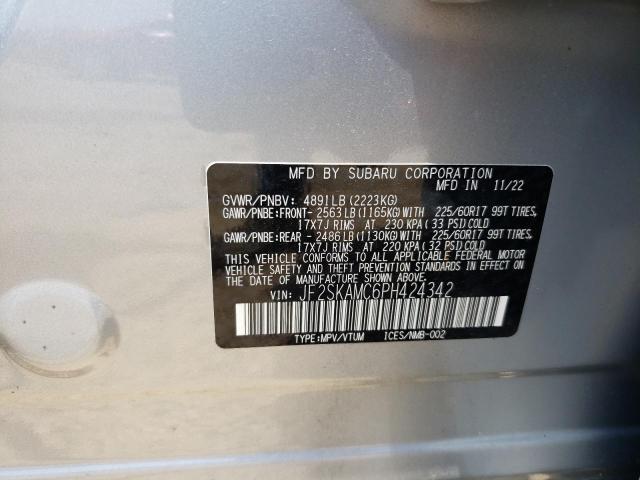 MFD BY SUBARU CORPORATION
MFD IN 11/22
GVWR/PNBV: 4891LB (2223KG)
GAWR/PNBE:FRONT- 2563LB (1165KG) WITH 225/60R17 99T TIRES,
17X7J RIMS AT 230 KPA (33 PSI) COLD
GAWR/PNBE:REAR - 2486LB (1130KG) WITH 225/60R17 99T TIRES,
17X7J RIMS AT 220 KPA (32 PSI) COLD
THIS VEHICLE CONFORMS TO ALL APPLICABLE FEDERAL MOTOR
VEHICLE SAFETY AND THEFT PREVENTION STANDARDS IN EFFECT ON
THE DATE OF MANUFACTURE SHOWN ABOVE.
VIN: JF2SKAMC6PH424342
TYPE:MPV/VTUM ICES/NMB-002